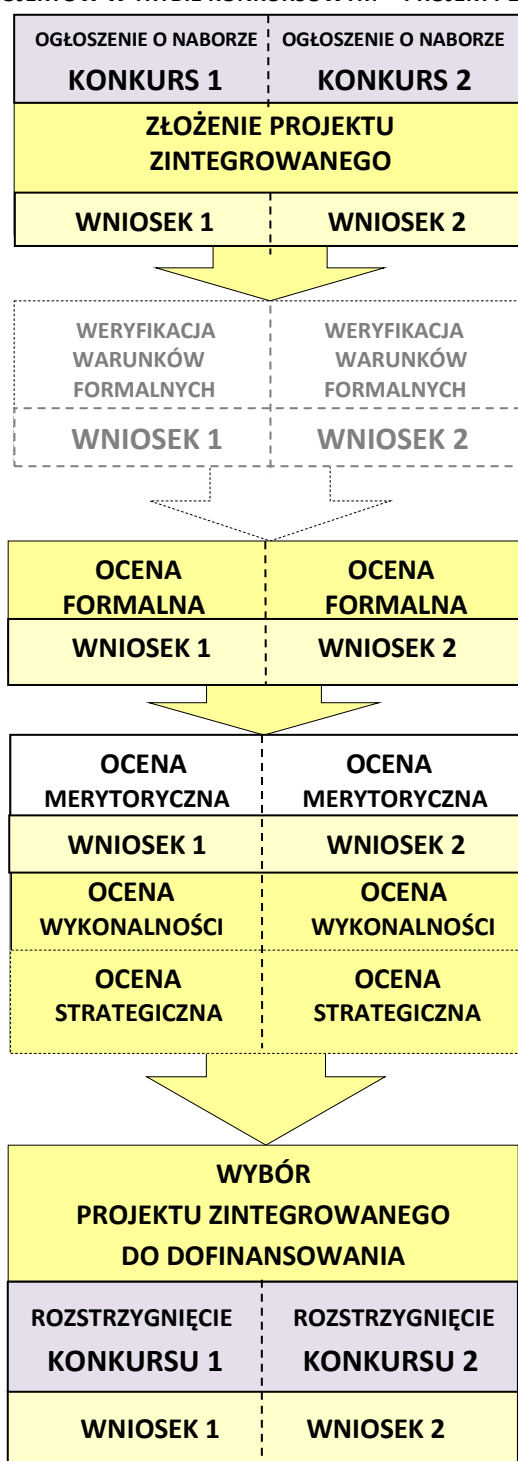 OGŁOSZENIE O NABORZE OGŁOSZENIE O NABORZE
KONKURS 1 KONKURS 2
ZŁOŻENIE PROJEKTU
ZINTEGROWANEGO
WNIOSEK 1 WNIOSEK 2
WERYFIKACJA WERYFIKACJA
WARUNKÓW WARUNKÓW
FORMALNYCH FORMALNYCH
WNIOSEK 1 WNIOSEK 2
OCENA OCENA
FORMALNA FORMALNA
WNIOSEK 1 WNIOSEK 2
OCENA OCENA
MERYTORYCZNA MERYTORYCZNA
WNIOSEK 1 WNIOSEK 2
OCENA OCENA
WYKONALNOŚCI WYKONALNOŚCI
OCENA OCENA
STRATEGICZNA STRATEGICZNA
WYBÓR
PROJEKTU ZINTEGROWANEGO
DO DOFINANSOWANIA
ROZSTRZYGNIĘCIE ROZSTRZYGNIĘCIE
KONKURSU 1 KONKURSU 2
WNIOSEK 1 WNIOSEK 2